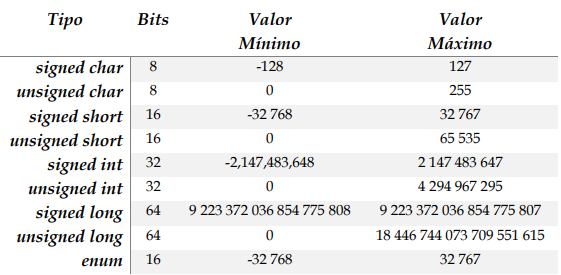 Tipo Bits Valor Valor
Mínimo Máximo
signed char 8 -128 127
unsigned char 8 0 255
signed short 16 -32 768 32 767
unsigned short 16 0 65 535
signed int 32 -2,147,483,648 2 147 483 647
unsigned int 32 0 4 294 967 295
signed long 64 9 223 372 036 854 775 808 9 223 372 036 854 775 807
unsigned long 64 0 18 446 744 073 709 551 615
enum 16 -32 768 32 767